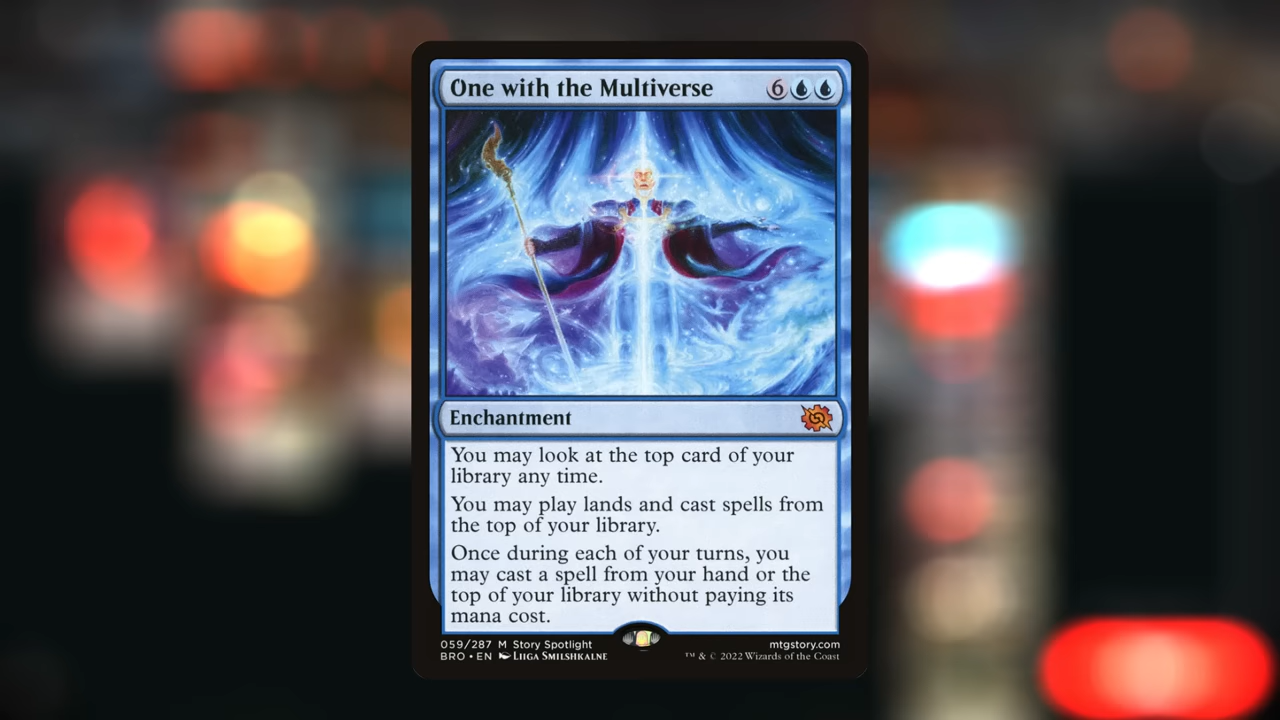 One with the Multiverse 6
Enchantment
You may look at the top card of your
library any time.
You may play lands and cast spells from
the top of your library.
Once during each of your turns, you
may cast a spell from your hand or the
top of your library without paying its
mana cost.
059/287 M Story Spotlight mtgstory.com
BRO • EN LIIGA SMILSHKALNE ™ & © 2022 Wizards of the Coast